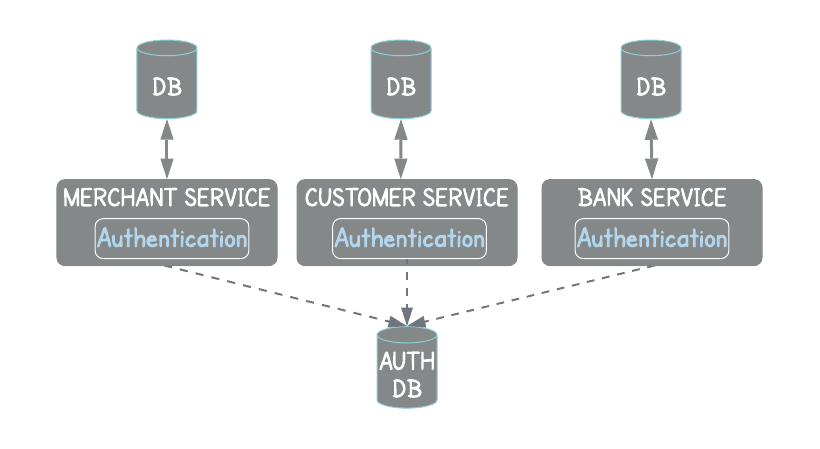 DB
DB
DB
MERCHANT SERVICE
Authentication
CUSTOMER SERVICE
Authentication
BANK SERVICE
Authentication
AUTH
DB